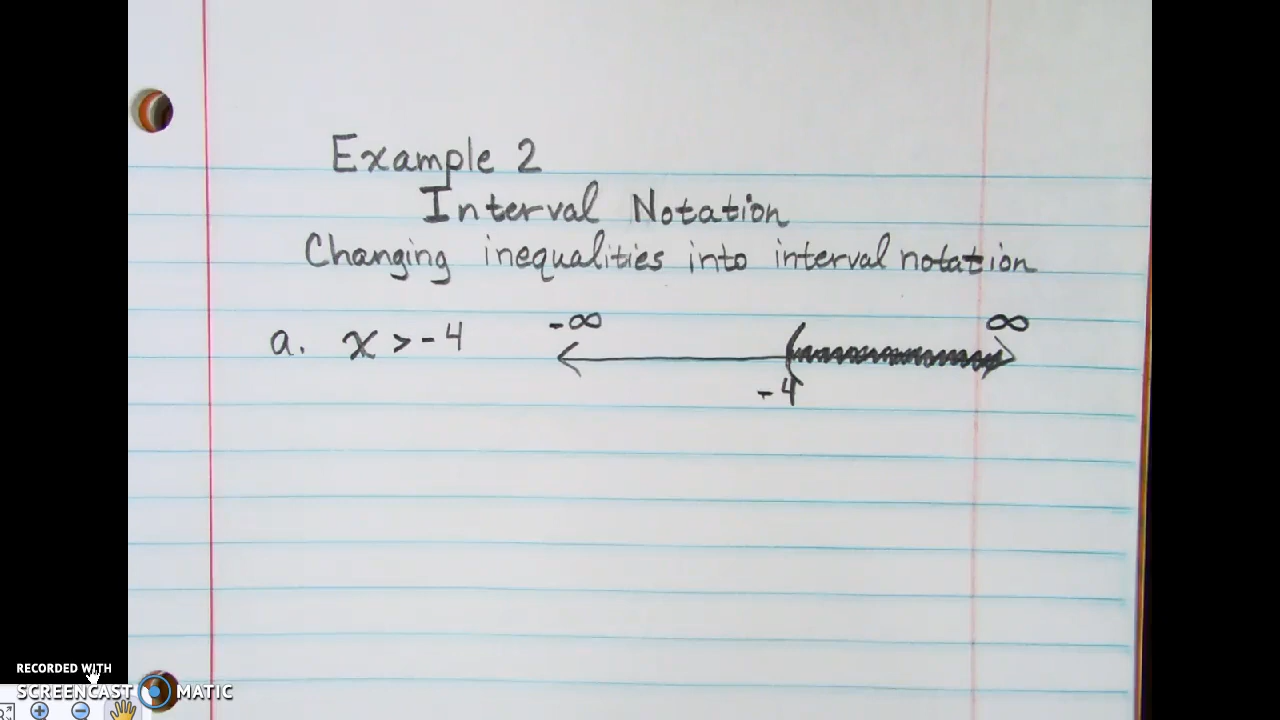 Example 2
Interval Notation
Changing inequalities into interval notation
a. x > -4
-∞ ∞
-4
RECORDED WITH
SCREENCAST MATIC